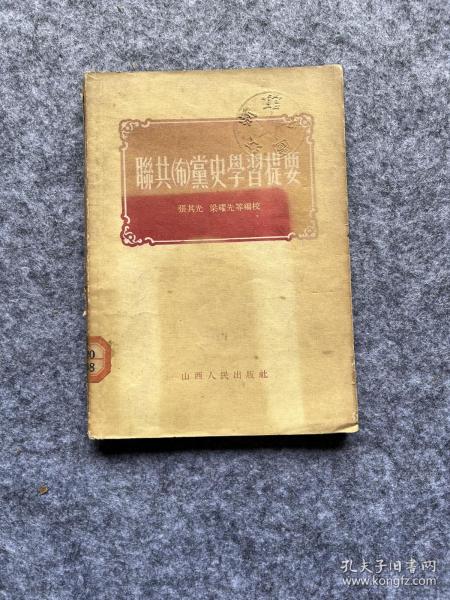 聯共(布)黨史學習提要
張其光 梁曜先等編校
山西人民出版社
孔夫子旧书网
www.kongfz.com